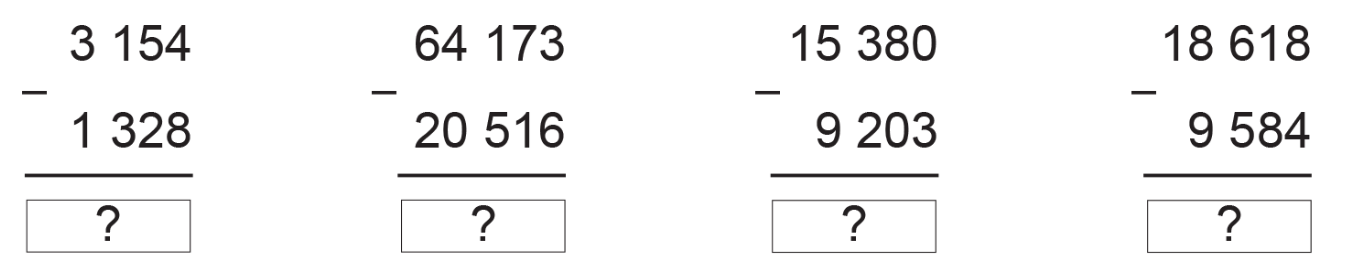 3 154 64 173 15 380 18 618
– – – –
1 328 20 516 9 203 9 584
? ? ? ?